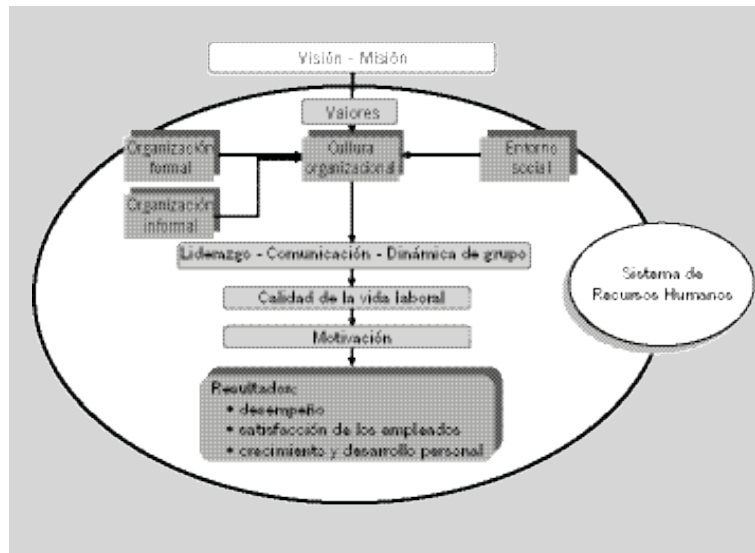 Visión - Misión
Valores
Organización
formal
Cultura
organizacional
Entorno
social
Organización
informal
Liderazgo - Comunicación - Dinámica de grupo
Calidad de la vida laboral
Motivación
Resultados:
• desempeño
• satisfacción de los empleados
• crecimiento y desarrollo personal
Sistema de
Recursos Humanos